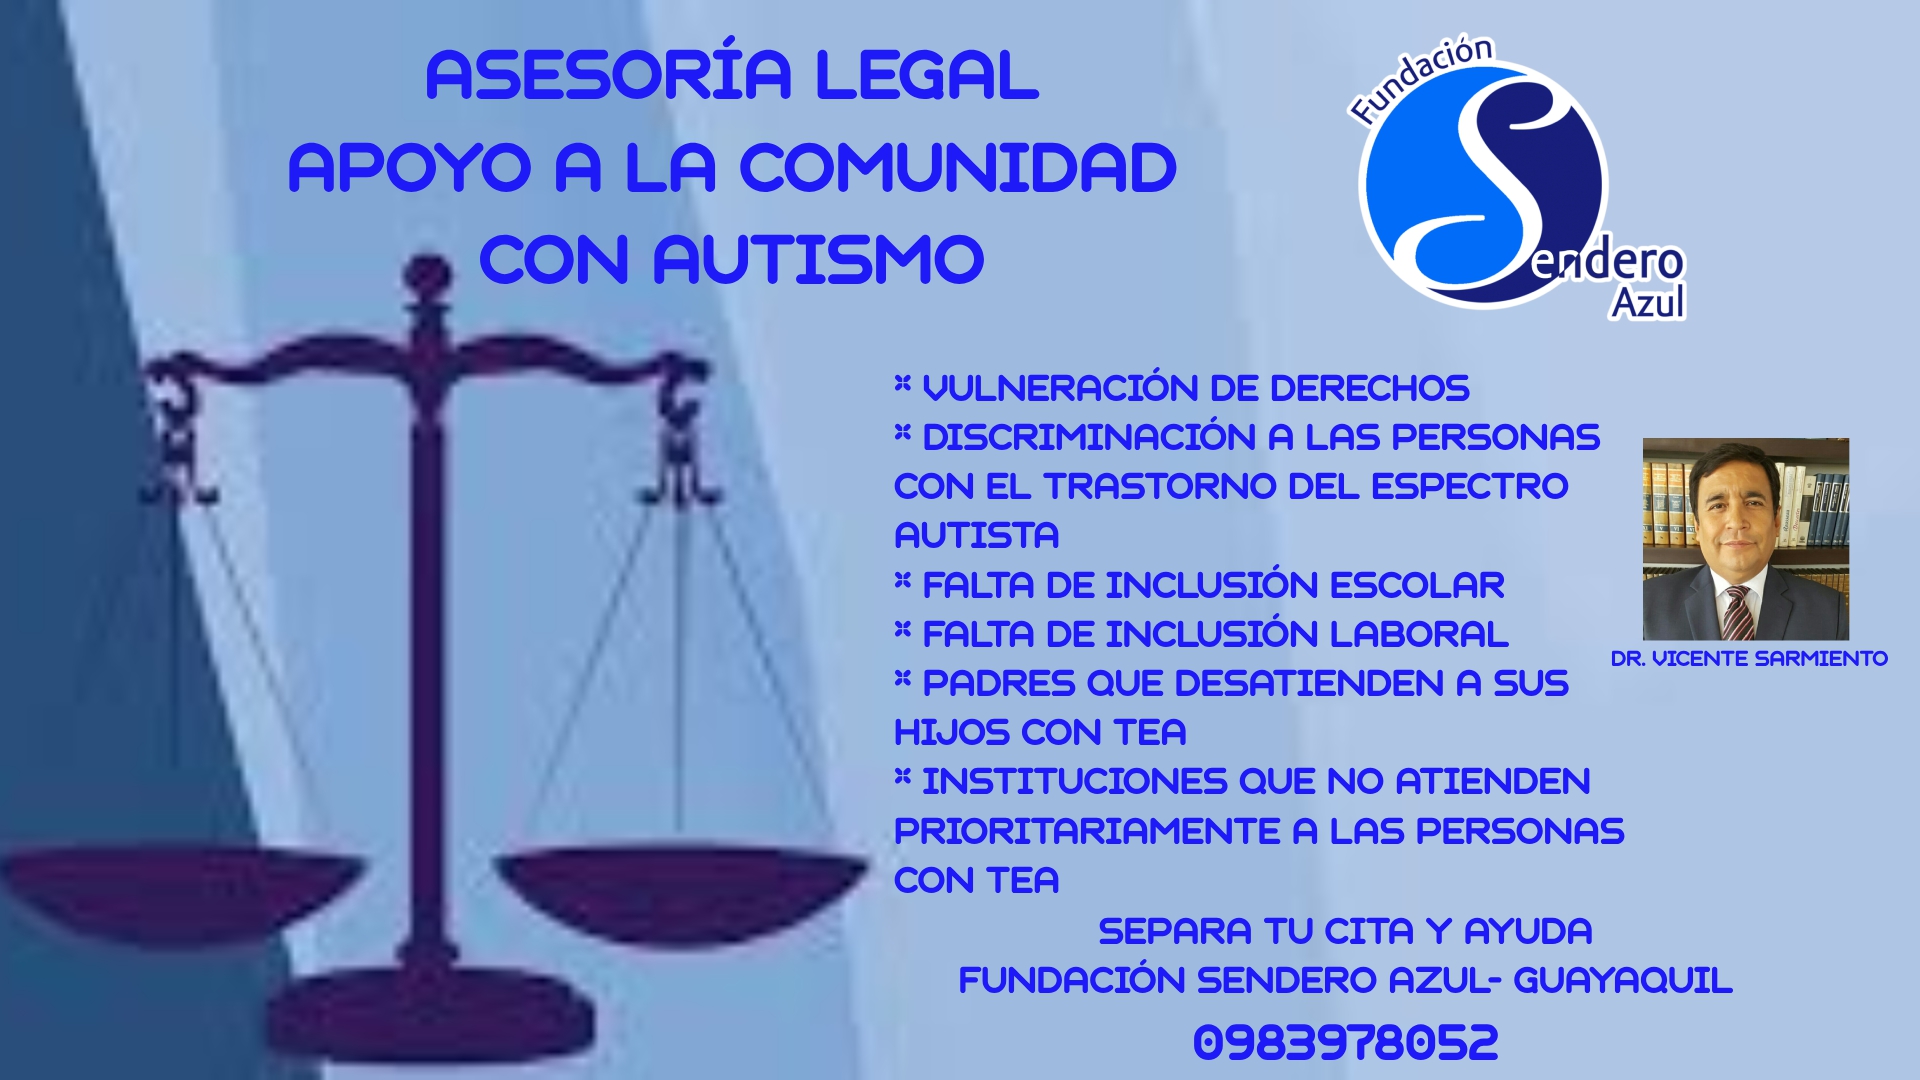 ASESORÍA LEGAL
APOYO A LA COMUNIDAD
CON AUTISMO
Fundación
Sendero
Azul
* VULNERACIÓN DE DERECHOS
* DISCRIMINACIÓN A LAS PERSONAS
CON EL TRASTORNO DEL ESPECTRO
AUTISTA
* FALTA DE INCLUSIÓN ESCOLAR
* FALTA DE INCLUSIÓN LABORAL
* PADRES QUE DESATIENDEN A SUS
HIJOS CON TEA
* INSTITUCIONES QUE NO ATIENDEN
PRIORITARIAMENTE A LAS PERSONAS
CON TEA
DR. VICENTE SARMIENTO
SEPARA TU CITA Y AYUDA
FUNDACIÓN SENDERO AZUL- GUAYAQUIL
0983978052